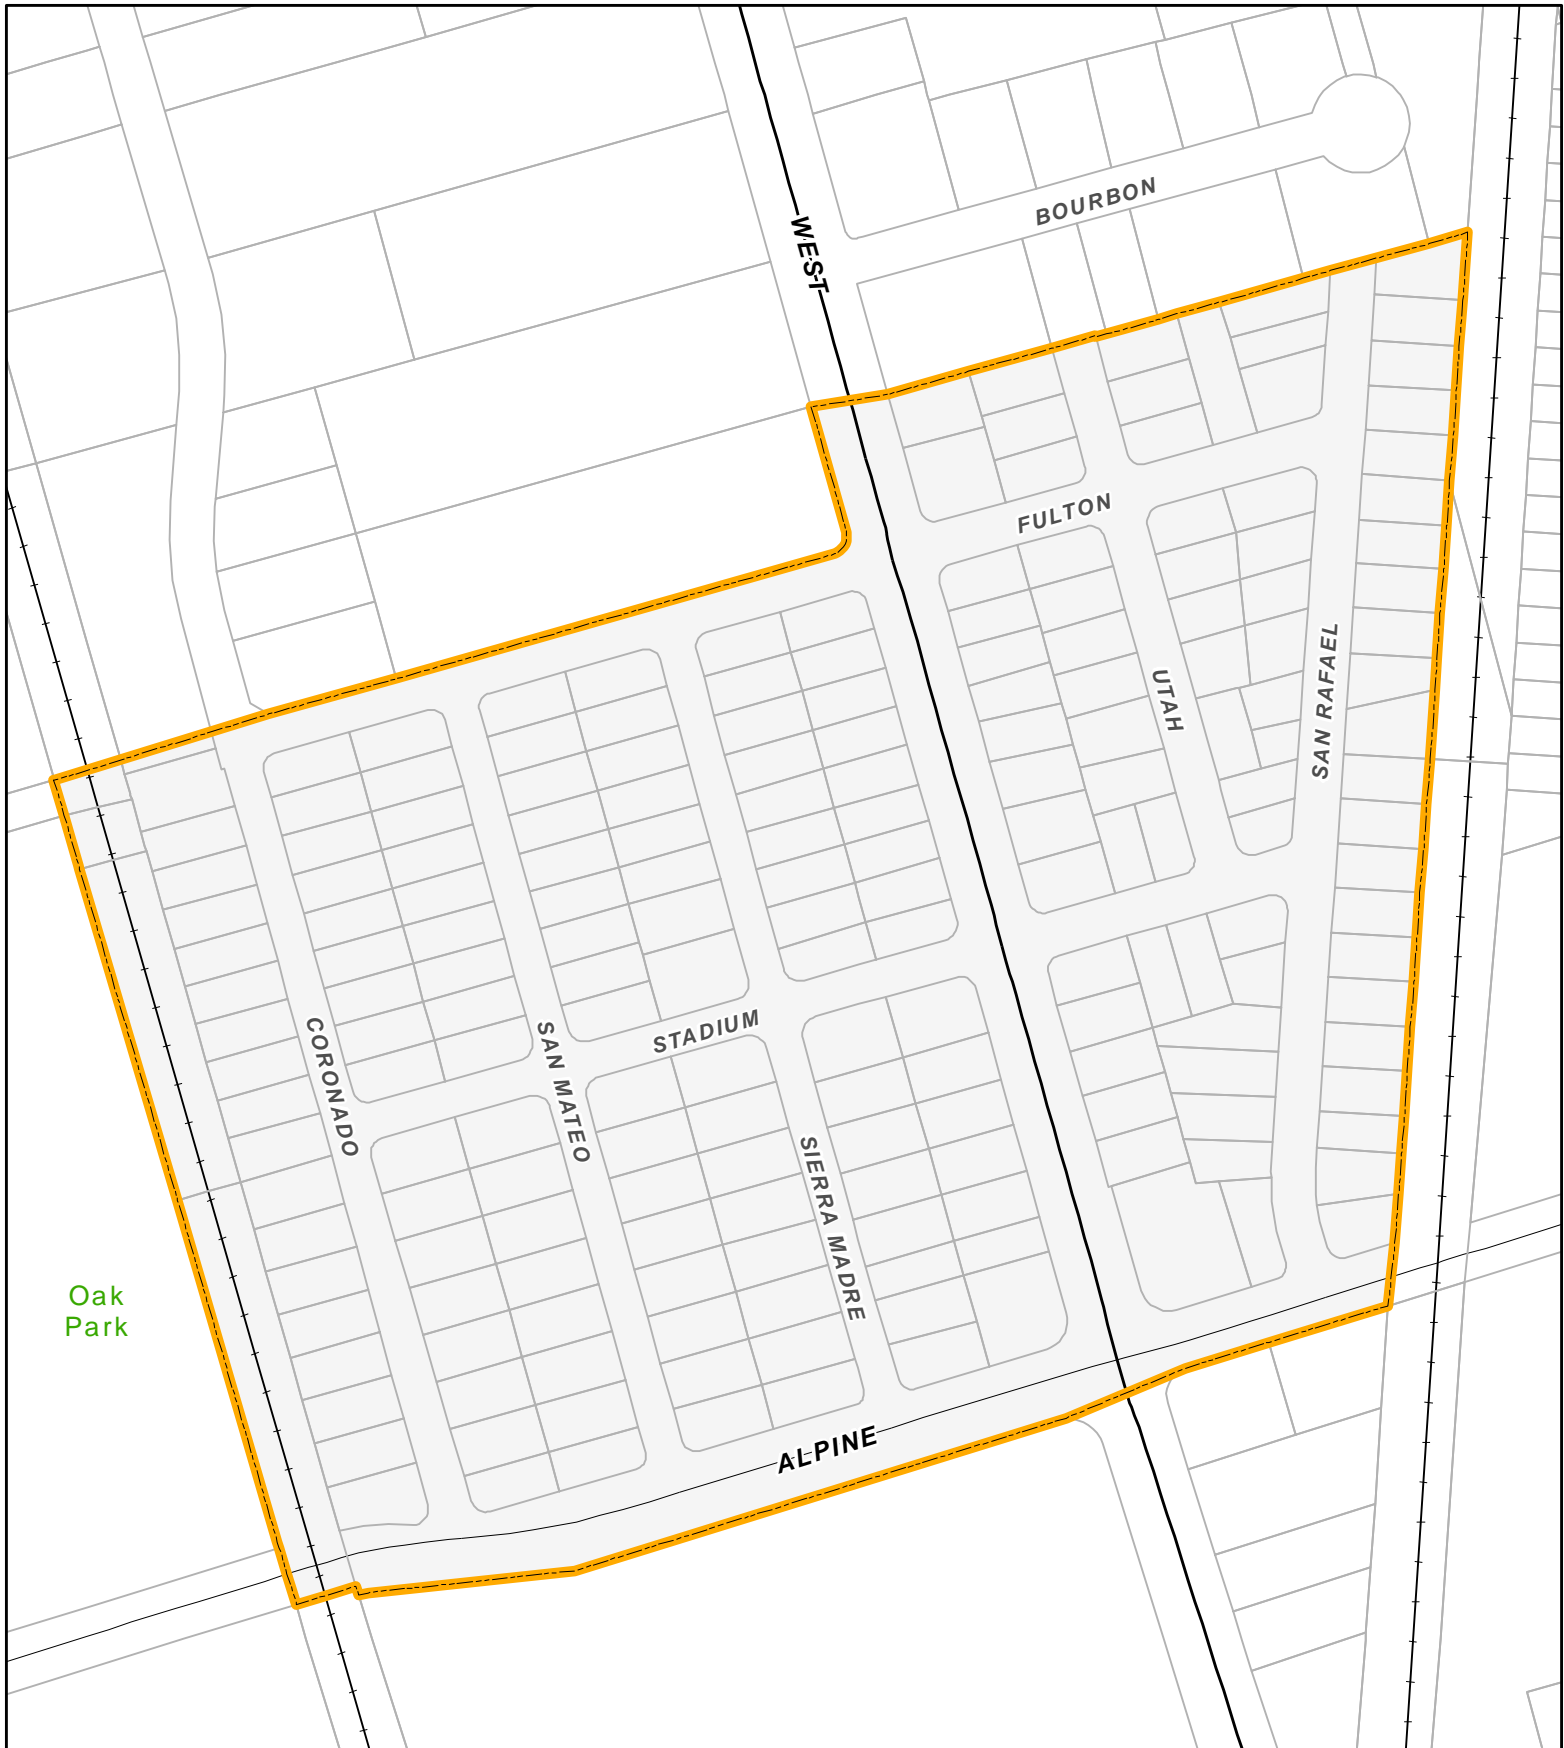 BOURBON
WEST
FULTON
SAN RAFAEL
UTAH
STADIUM
CORONADO
SAN MATEO
SIERRA MADRE
Oak
Park
ALPINE